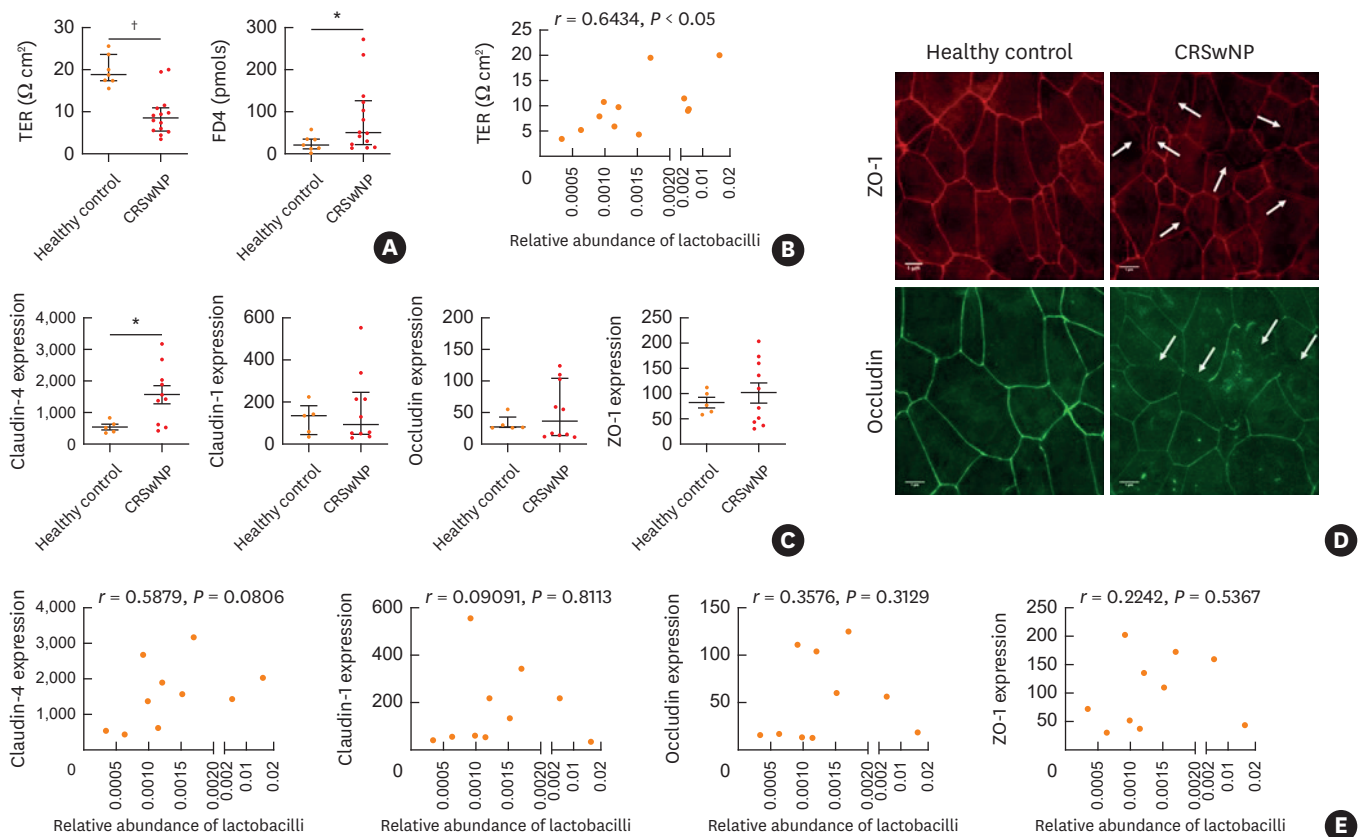 30
20
10
0
TER (Ω cm²)
†
Healthy control
CRSwNP
300
200
100
0
FD4 (pmols)
*
Healthy control
CRSwNP
A
r = 0.6434, P < 0.05
25
20
15
10
5
0
TER (Ω cm²)
0.0005
0.0010
0.0015
0.0020
0.002
0.01
0.02
Relative abundance of lactobacilli
B
Healthy control
CRSwNP
ZO-1
1 μm
1 μm
Occludin
1 μm
1 μm
D
4,000
3,000
2,000
1,000
0
Claudin-4 expression
*
Healthy control
CRSwNP
600
400
200
0
Claudin-1 expression
Healthy control
CRSwNP
200
150
100
50
0
Occludin expression
Healthy control
CRSwNP
250
200
150
100
50
0
ZO-1 expression
Healthy control
CRSwNP
C
r = 0.5879, P = 0.0806
4,000
3,000
2,000
1,000
0
Claudin-4 expression
0.0005
0.0010
0.0015
0.0020
0.002
0.01
0.02
Relative abundance of lactobacilli
r = 0.09091, P = 0.8113
600
400
200
0
Claudin-1 expression
0.0005
0.0010
0.0015
0.0020
0.002
0.01
0.02
Relative abundance of lactobacilli
r = 0.3576, P = 0.3129
150
100
50
0
Occludin expression
0.0005
0.0010
0.0015
0.0020
0.002
0.01
0.02
Relative abundance of lactobacilli
r = 0.2242, P = 0.5367
250
200
150
100
50
0
ZO-1 expression
0.0005
0.0010
0.0015
0.0020
0.002
0.01
0.02
Relative abundance of lactobacilli
E